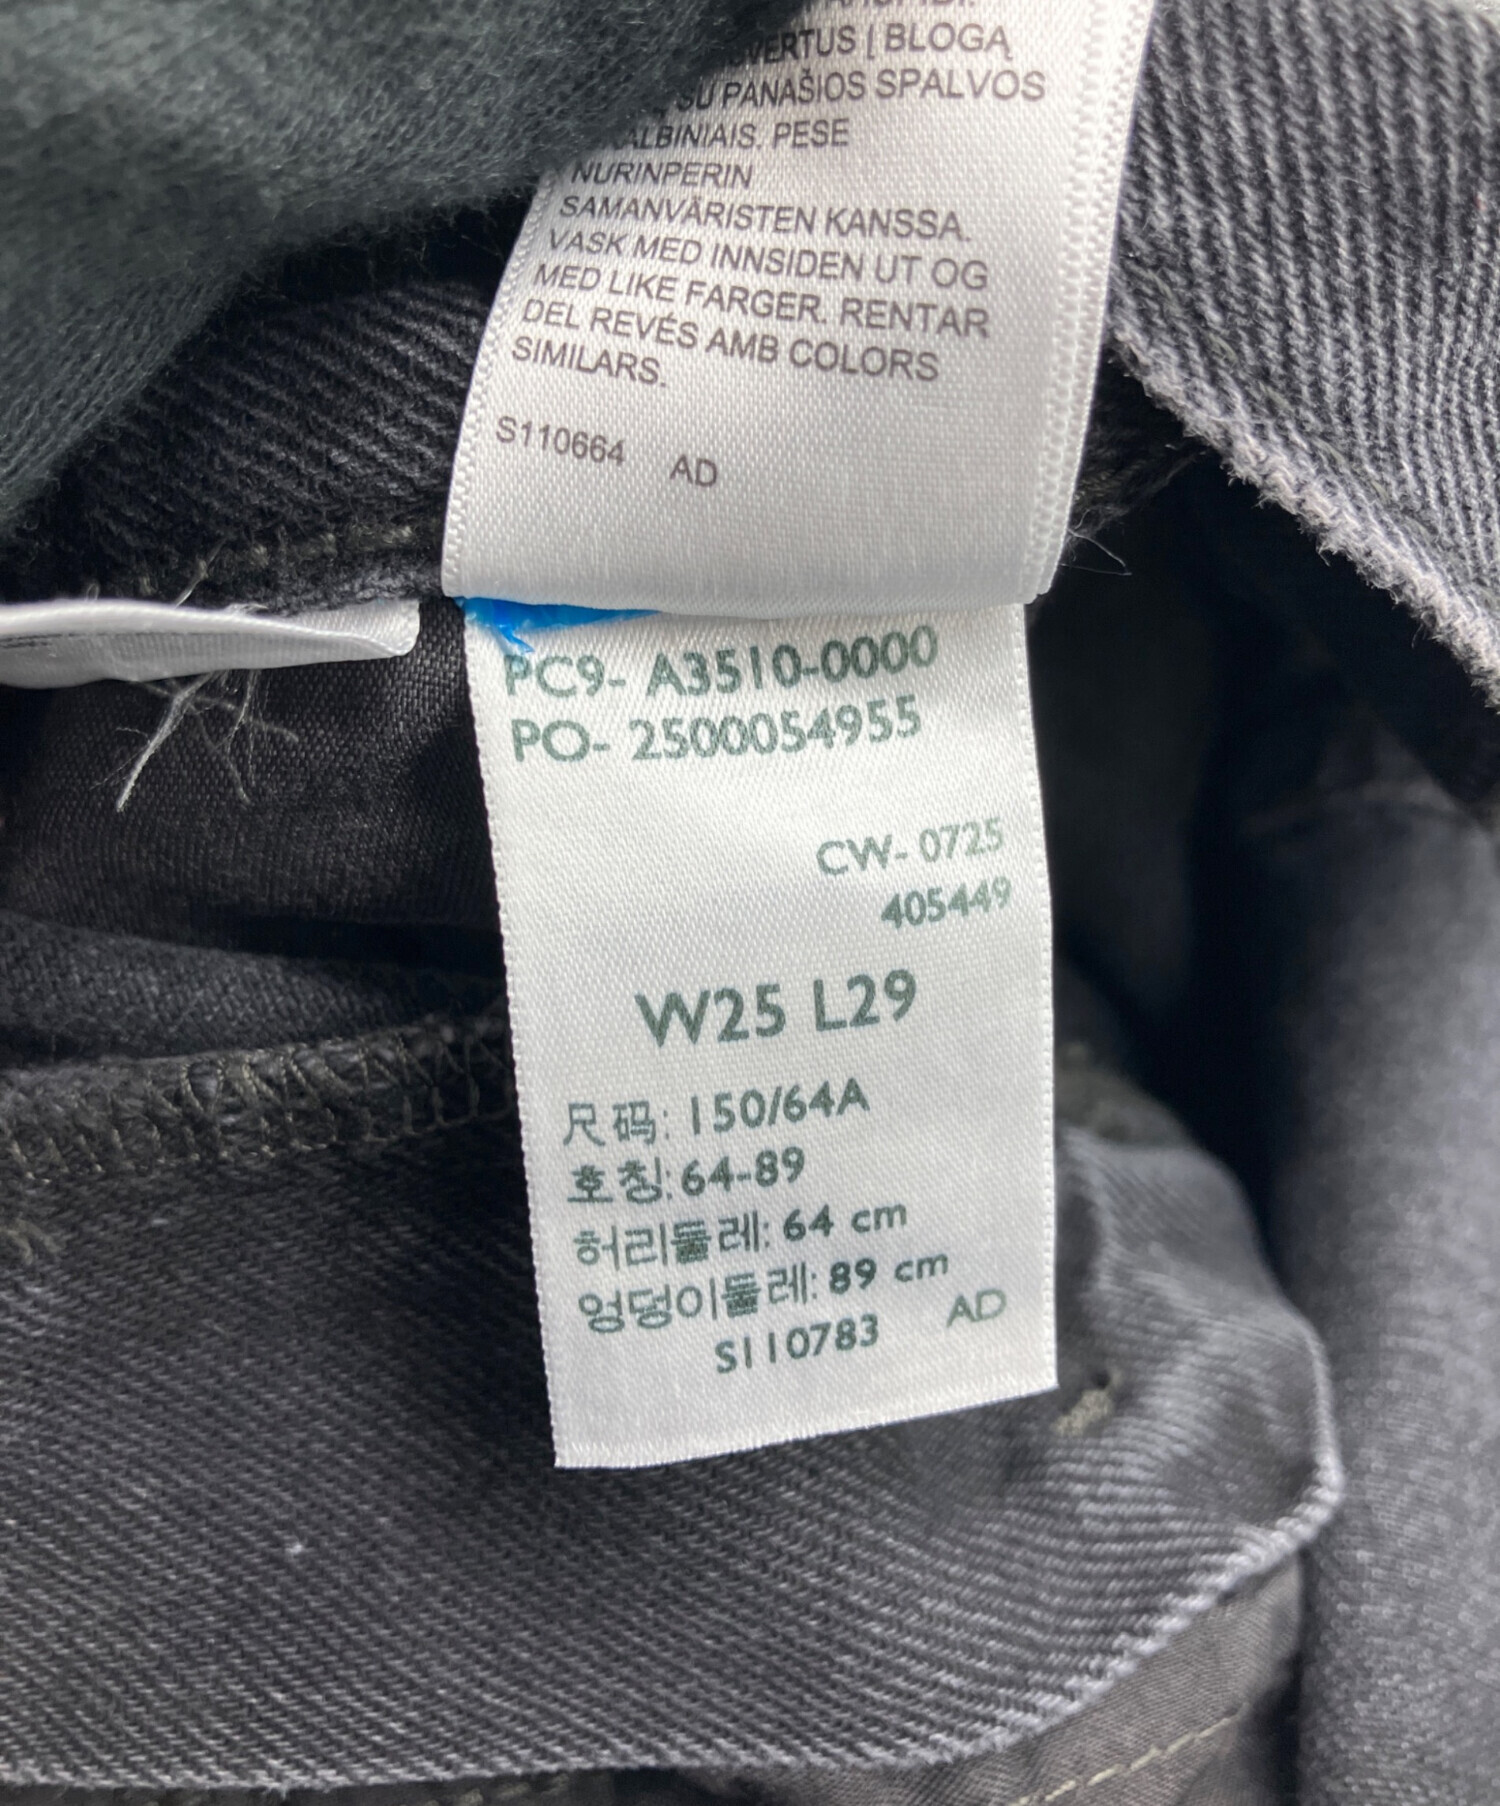 [ BLOGĄ
SU PANAŠIOS SPALVOS
PESE
NURINPERIN
SAMANVÄRISTEN KANSSA.
VASK MED INNSIDEN UT OG
MED LIKE FARGER. RENTAR
DEL REVÉS AMB COLORS
SIMILARS.
S110664 AD
PC9- A3510-0000
PO- 2500054955
CW- 0725
405449
W25 L29
尺码: 150/64A
호칭: 64-89
허리둘레: 64 cm
엉덩이둘레: 89 cm
S110783 AD